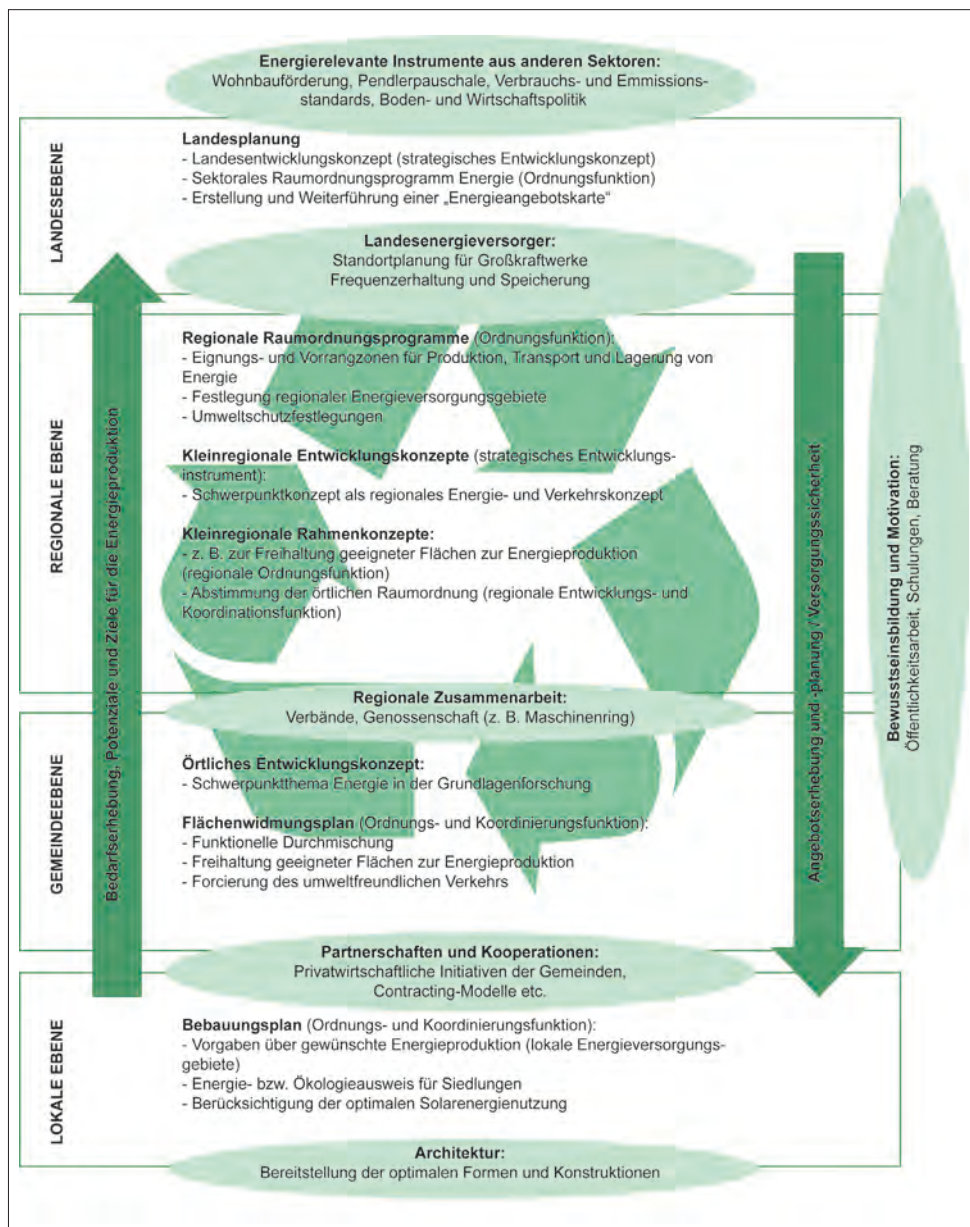 Energierelevante Instrumente aus anderen Sektoren:
Wohnbauförderung, Pendlerpauschale, Verbrauchs- und Emmissions-
standards, Boden- und Wirtschaftspolitik
LANDESEBENE
Landesplanung
- Landesentwicklungskonzept (strategisches Entwicklungskonzept)
- Sektorales Raumordnungsprogramm Energie (Ordnungsfunktion)
- Erstellung und Weiterführung einer „Energieangebotskarte“
Landesenergieversorger:
Standortplanung für Großkraftwerke
Frequenzerhaltung und Speicherung
REGIONALE EBENE
Regionale Raumordnungsprogramme (Ordnungsfunktion):
- Eignungs- und Vorrangzonen für Produktion, Transport und Lagerung von
Energie
- Festlegung regionaler Energieversorgungsgebiete
- Umweltschutzfestlegungen
Kleinregionale Entwicklungskonzepte (strategisches Entwicklungs-
instrument):
- Schwerpunktkonzept als regionales Energie- und Verkehrskonzept
Kleinregionale Rahmenkonzepte:
- z. B. zur Freihaltung geeigneter Flächen zur Energieproduktion
(regionale Ordnungsfunktion)
- Abstimmung der örtlichen Raumordnung (regionale Entwicklungs- und
Koordinationsfunktion)
Regionale Zusammenarbeit:
Verbände, Genossenschaft (z. B. Maschinenring)
GEMEINDEEBENE
Örtliches Entwicklungskonzept:
- Schwerpunktthema Energie in der Grundlagenforschung
Flächenwidmungsplan (Ordnungs- und Koordinierungsfunktion):
- Funktionelle Durchmischung
- Freihaltung geeigneter Flächen zur Energieproduktion
- Forcierung des umweltfreundlichen Verkehrs
Partnerschaften und Kooperationen:
Privatwirtschaftliche Initiativen der Gemeinden,
Contracting-Modelle etc.
LOKALE EBENE
Bebauungsplan (Ordnungs- und Koordinierungsfunktion):
- Vorgaben über gewünschte Energieproduktion (lokale Energieversorgungs-
gebiete)
- Energie- bzw. Ökologieausweis für Siedlungen
- Berücksichtigung der optimalen Solarenergienutzung
Architektur:
Bereitstellung der optimalen Formen und Konstruktionen
Bedarfserhebung, Potenziale und Ziele für die Energieproduktion
Angebotserhebung und -planung / Versorgungssicherheit
Bewusstseinsbildung und Motivation:
Öffentlichkeitsarbeit, Schulungen, Beratung